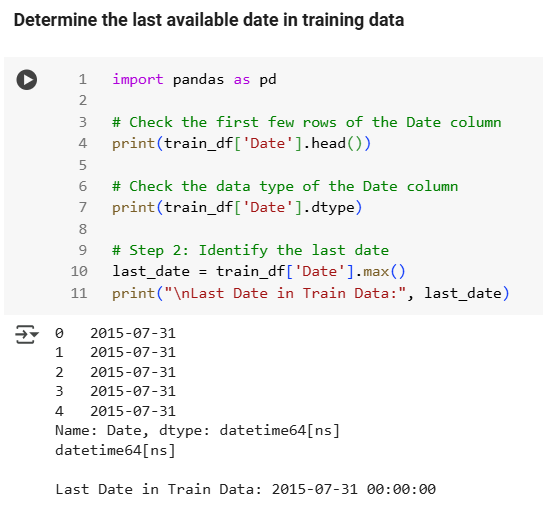 Determine the last available date in training data
1 import pandas as pd
2
3 # Check the first few rows of the Date column
4 print(train_df['Date'].head())
5
6 # Check the data type of the Date column
7 print(train_df['Date'].dtype)
8
9 # Step 2: Identify the last date
10 last_date = train_df['Date'].max()
11 print("\nLast Date in Train Data:", last_date)
0 2015-07-31
1 2015-07-31
2 2015-07-31
3 2015-07-31
4 2015-07-31
Name: Date, dtype: datetime64[ns]
datetime64[ns]
Last Date in Train Data: 2015-07-31 00:00:00